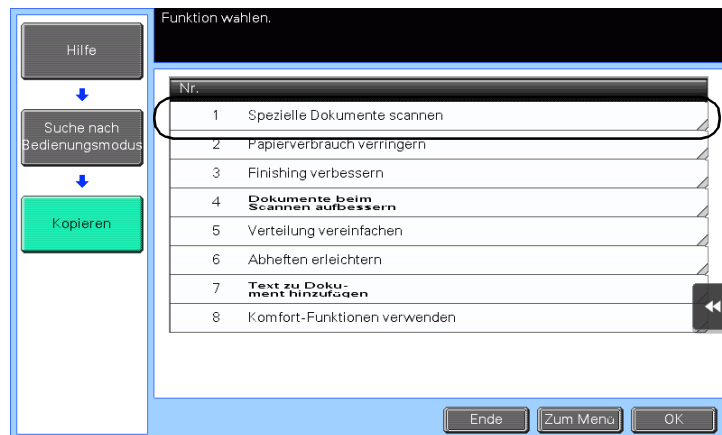 Funktion wahlen.
Hilfe
Suche nach
Bedienungsmodus
Kopieren
Nr.
1 Spezielle Dokumente scannen
2 Papierverbrauch verringern
3 Finishing verbessern
4 Dokumente beim
Scannen aufbessern
5 Verteilung vereinfachen
6 Abheften erleichtern
7 Text zu Doku-
ment hinzufügen
8 Komfort-Funktionen verwenden
Ende
Zum Menü
OK